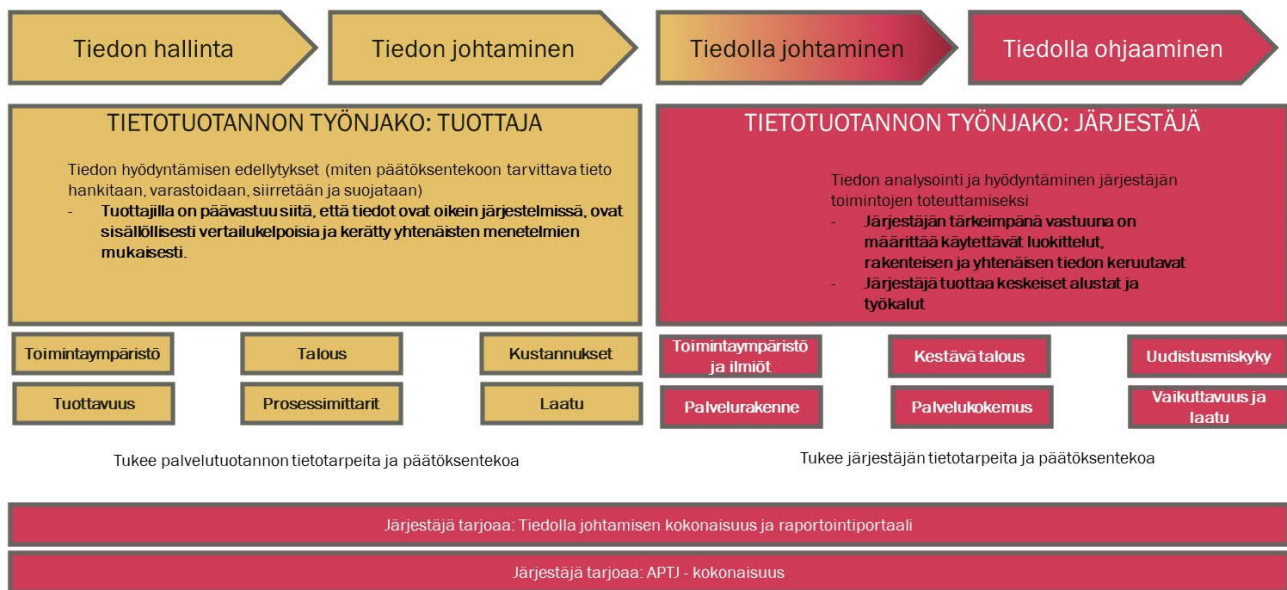 Tiedon hallinta
Tiedon johtaminen
Tiedolla johtaminen
Tiedolla ohjaaminen
TIETOTUOTANNON TYÖNJAKO: TUOTTAJA
Tiedon hyödyntämisen edellytykset (miten päätöksentekoon tarvittava tieto
hankitaan, varastoidaan, siirretään ja suojataan)
- Tuottajilla on päävastuu siitä, että tiedot ovat oikein järjestelmissä, ovat
sisällöllisesti vertailukelpoisia ja kerätty yhtenäisten menetelmien
mukaisesti.
TIETOTUOTANNON TYÖNJAKO: JÄRJESTÄJÄ
Tiedon analysointi ja hyödyntäminen järjestäjän
toimintojen toteuttamiseksi
- Järjestäjän tärkeimpänä vastuuna on
määrittää käytettävät luokittelut,
rakenteisen ja yhtenäisen tiedon keruutavat
- Järjestäjä tuottaa keskeiset alustat ja
työkalut
Toimintaympäristö
Talous
Kustannukset
Tuottavuus
Prosessimittarit
Laatu
Toimintaympäristö
ja ilmiöt
Kestävä talous
Uudistusmiskyky
Palvelurakenne
Palvelukokemus
Vaikuttavuus ja
laatu
Tukee palvelutuotannon tietotarpeita ja päätöksentekoa
Tukee järjestäjän tietotarpeita ja päätöksentekoa
Järjestäjä tarjoaa: Tiedolla johtamisen kokonaisuus ja raportointiportaali
Järjestäjä tarjoaa: APTJ - kokonaisuus